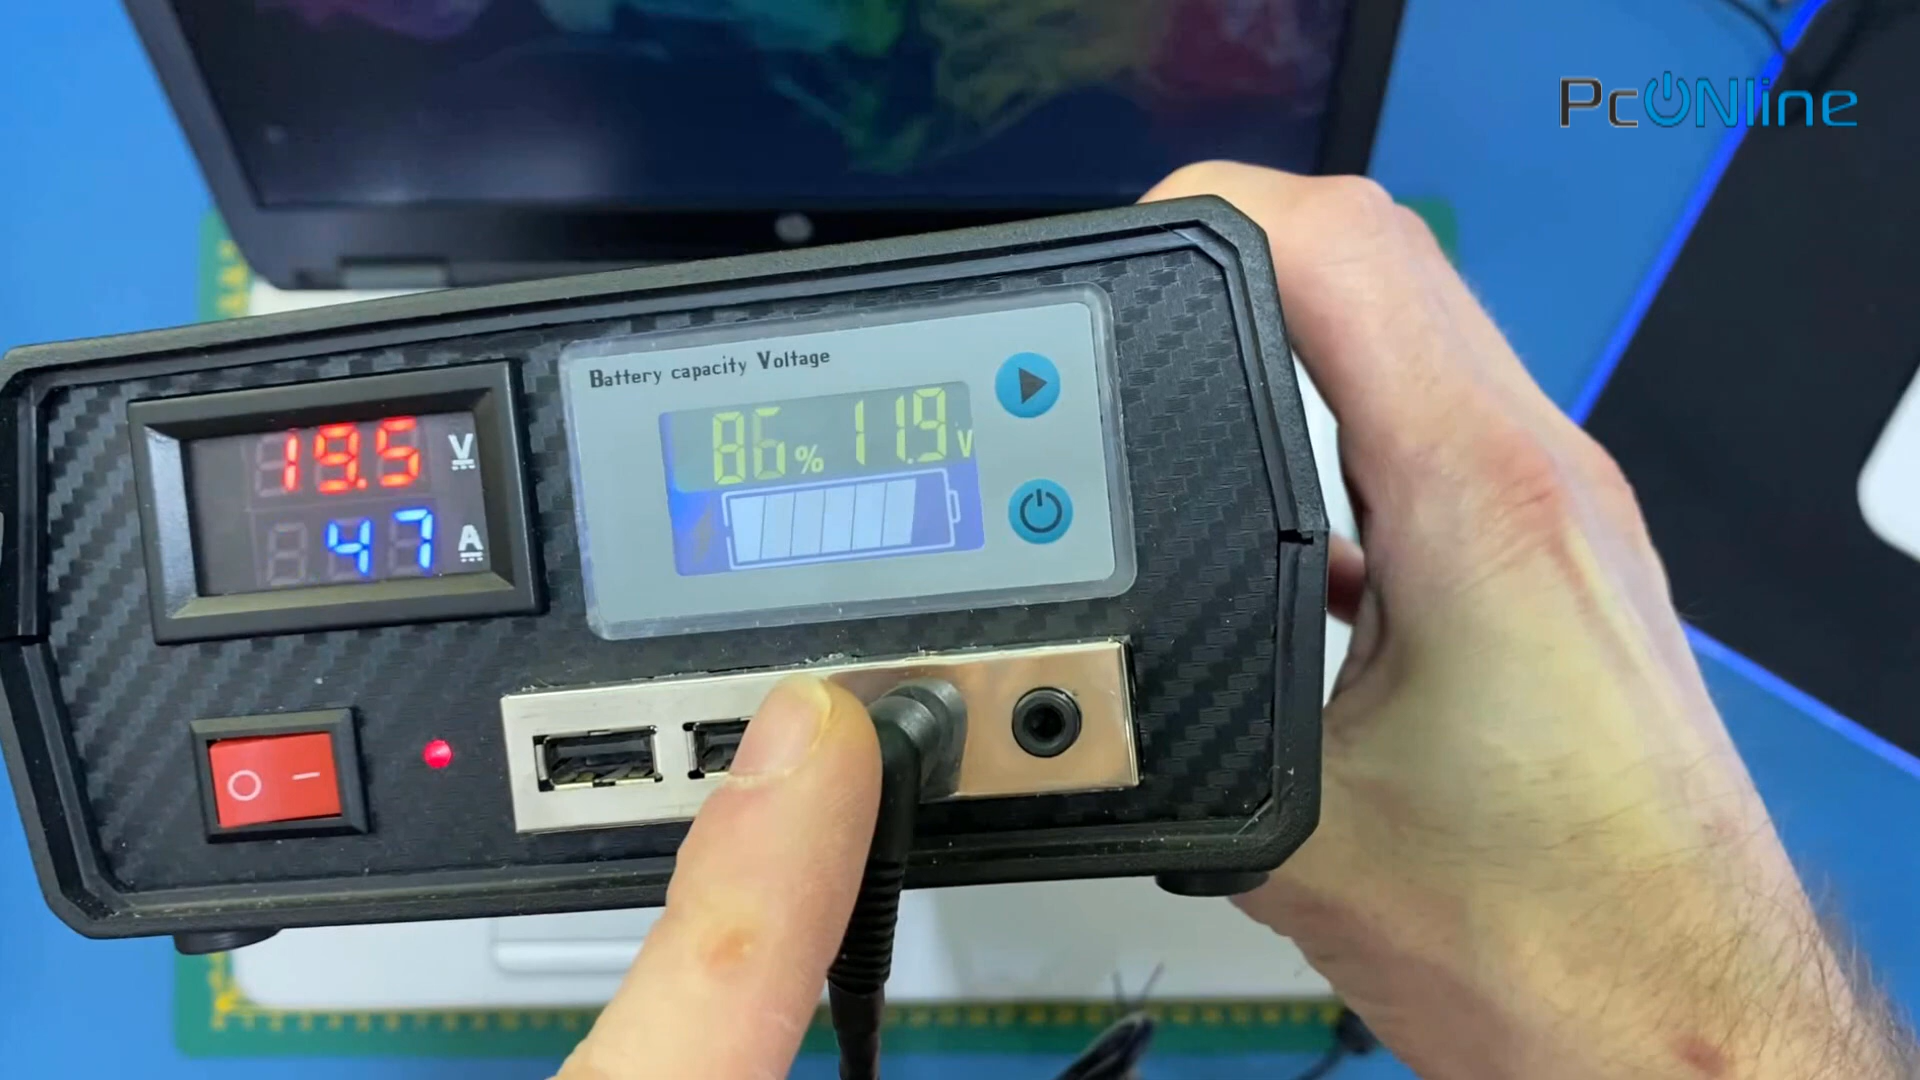 PcONline
Battery capacity Voltage
86% 11.9V
19.5 V
47 A